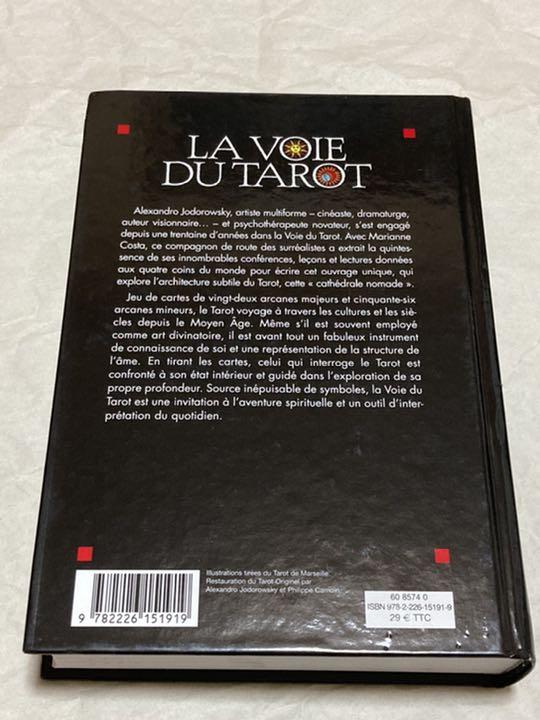 LA VOIE
DU TAROT
Alexandro Jodorowsky, artiste multiforme – cinéaste, dramaturge,
auteur visionnaire... – et psychothérapeute novateur, s'est engagé
depuis une trentaine d'années dans la Voie du Tarot. Avec Marianne
Costa, ce compagnon de route des surréalistes a extrait la quintes-
sence de ses innombrables conférences, leçons et lectures données
aux quatre coins du monde pour écrire cet ouvrage unique, qui
explore l'architecture subtile du Tarot, cette « cathédrale nomade ».
Jeu de cartes de vingt-deux arcanes majeurs et cinquante-six
arcanes mineurs, le Tarot voyage à travers les cultures et les siè-
cles depuis le Moyen Âge. Même s'il est souvent employé
comme art divinatoire, il est avant tout un fabuleux instrument
de connaissance de soi et une représentation de la structure de
l'âme. En tirant les cartes, celui qui interroge le Tarot est
confronté à son état intérieur et guidé dans l'exploration de sa
propre profondeur. Source inépuisable de symboles, la Voie du
Tarot est une invitation à l'aventure spirituelle et un outil d'inter-
prétation du quotidien.
Illustrations tirées du Tarot de Marseille
Restauration du Tarot Originel par
Alexandro Jodorowsky et Philippe Camoin
9 782226 151919
60 8574 0
ISBN 978-2-226-15191-9
29 € TTC